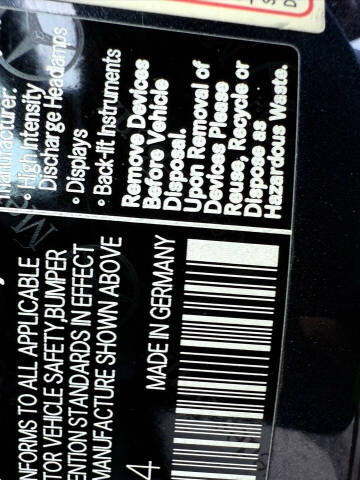 Manufacturer:
• High Intensity
Discharge Headlamps
• Displays
• Back-lit Instruments
Remove Devices
Before Vehicle
Disposal.
Upon Removal of
Devices Please
Reuse, Recycle or
Dispose as
Hazardous Waste.
NFORMS TO ALL APPLICABLE
TOR VEHICLE SAFETY,BUMPER
ENTION STANDARDS IN EFFECT
MANUFACTURE SHOWN ABOVE
MADE IN GERMANY
4